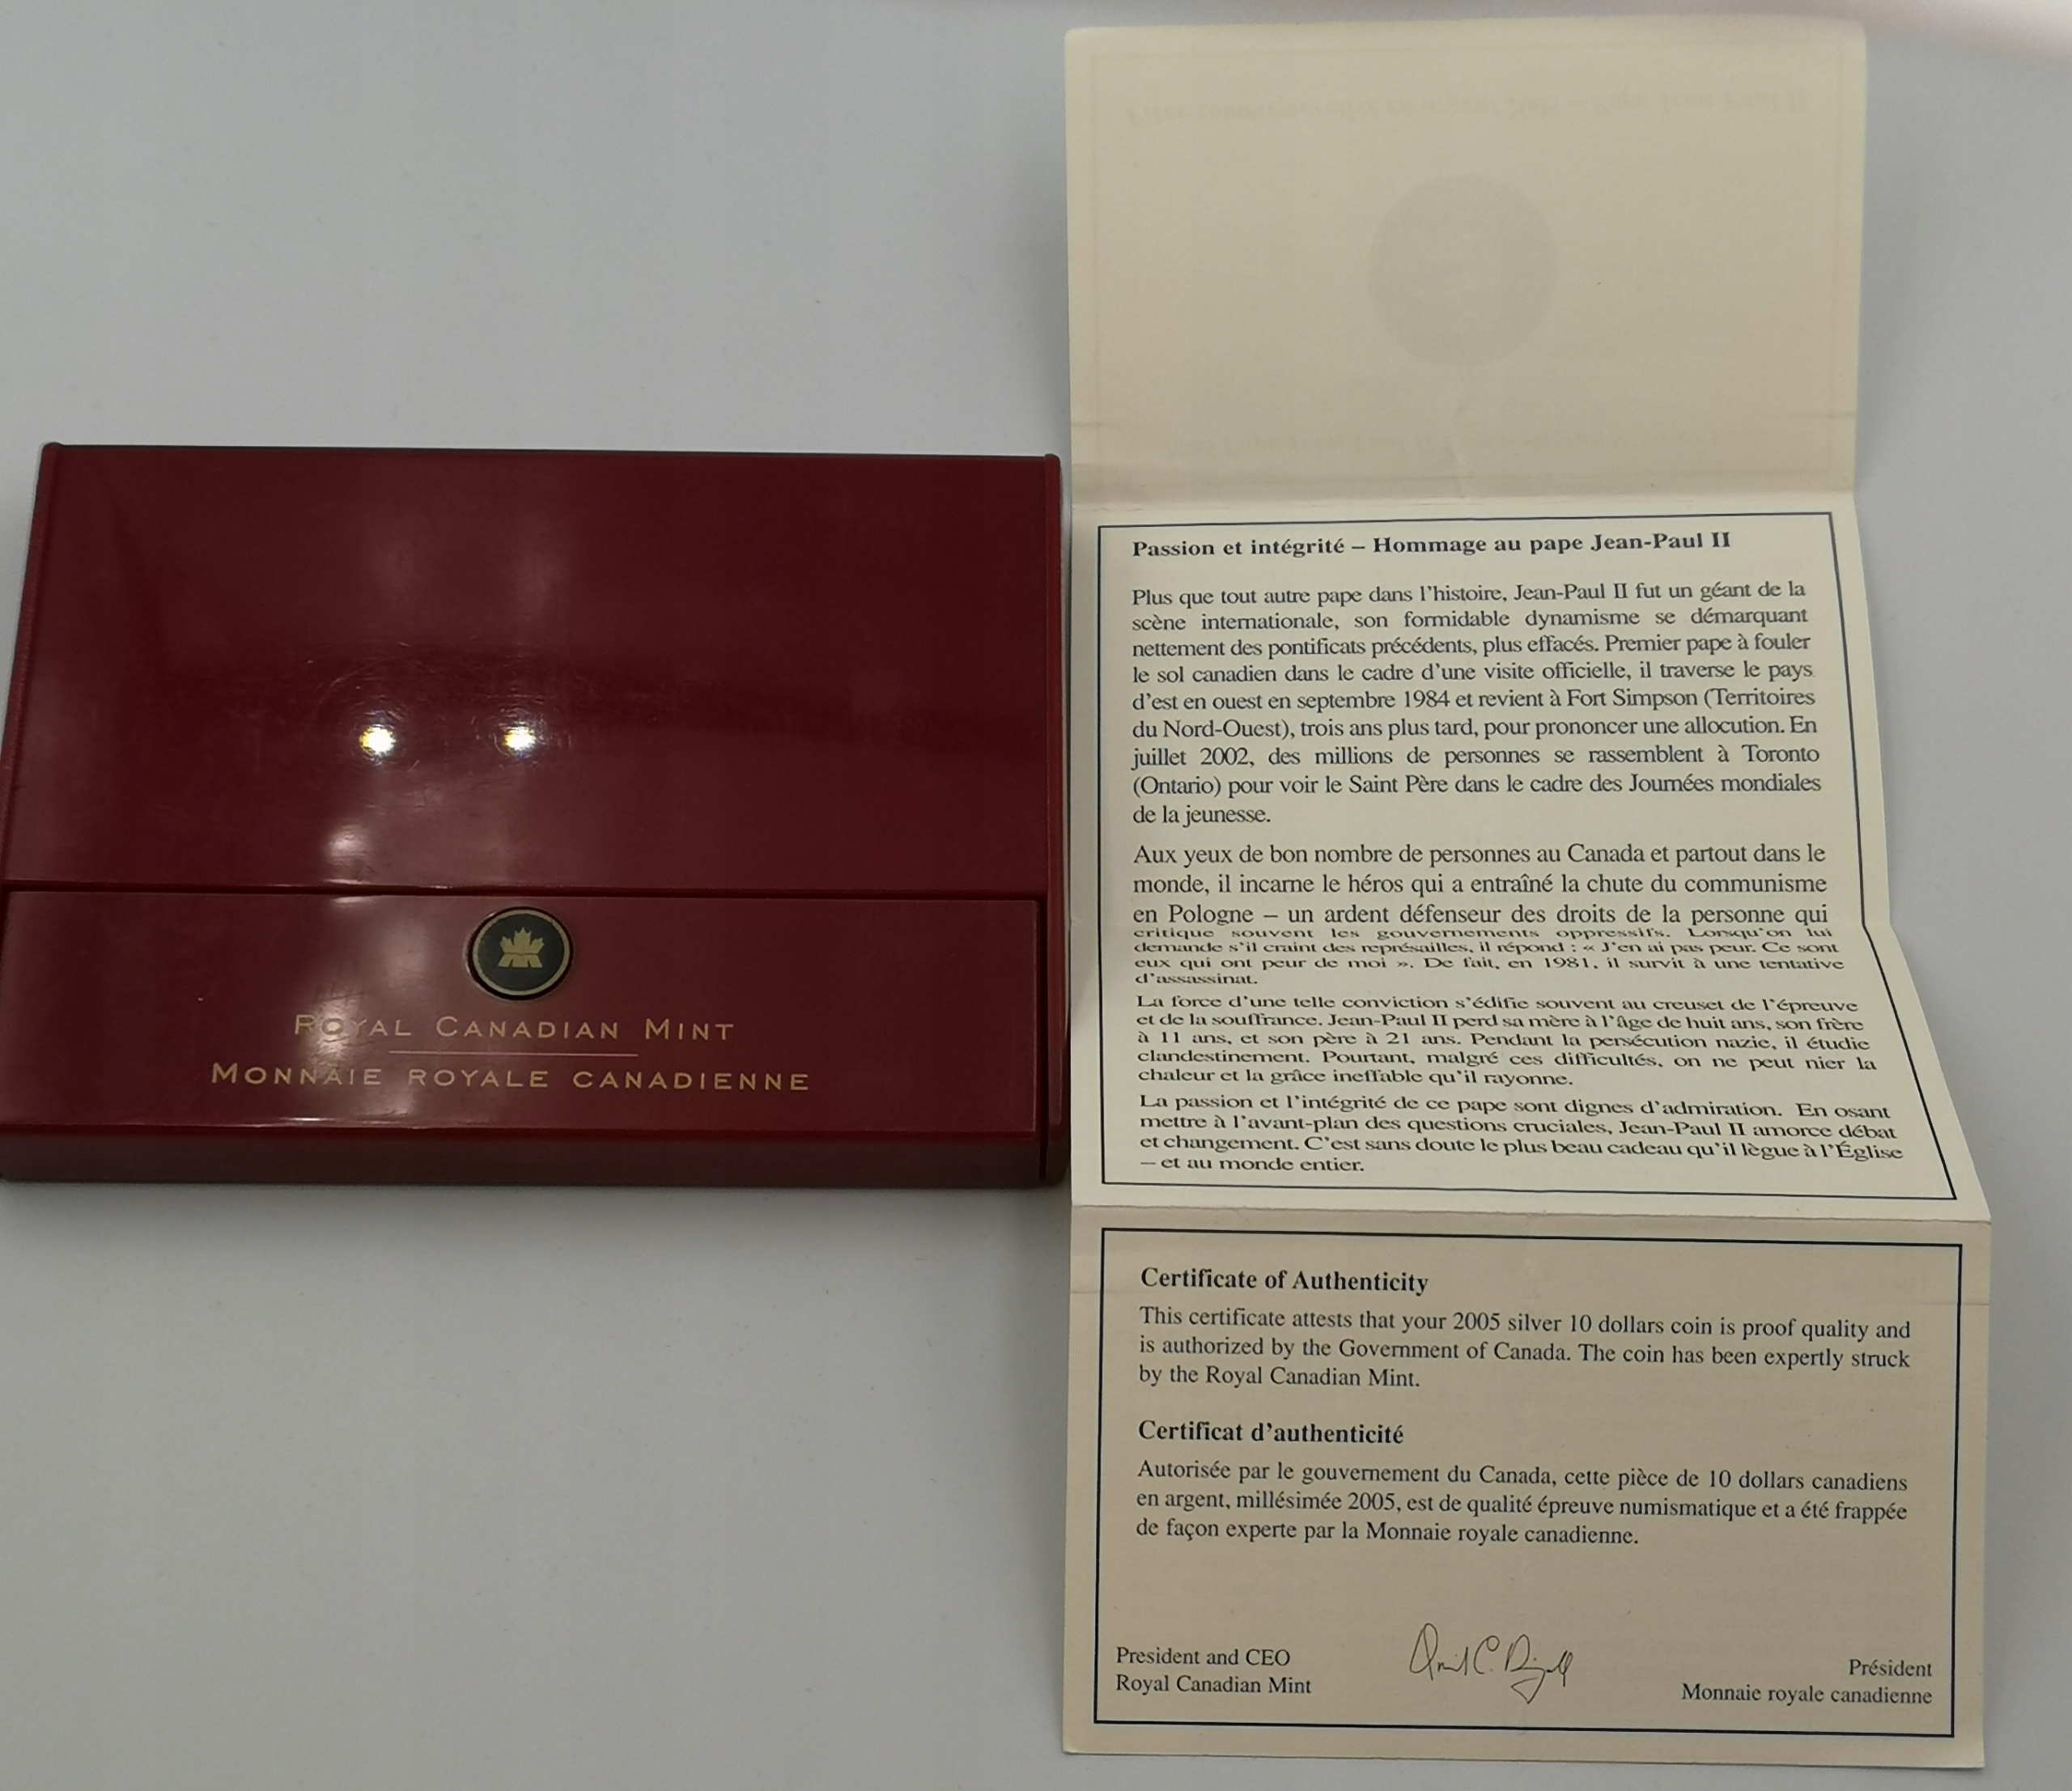 ROYAL CANADIAN MINT
MONNAIE ROYALE CANADIENNE
Passion et intégrité – Hommage au pape Jean-Paul II
Plus que tout autre pape dans l'histoire, Jean-Paul II fut un géant de la
scène internationale, son formidable dynamisme se démarquant
nettement des pontificats précédents, plus effacés. Premier pape à fouler
le sol canadien dans le cadre d'une visite officielle, il traverse le pays
d'est en ouest en septembre 1984 et revient à Fort Simpson (Territoires
du Nord-Ouest), trois ans plus tard, pour prononcer une allocution. En
juillet 2002, des millions de personnes se rassemblent à Toronto
(Ontario) pour voir le Saint Père dans le cadre des Journées mondiales
de la jeunesse.
Aux yeux de bon nombre de personnes au Canada et partout dans le
monde, il incarne le héros qui a entraîné la chute du communisme
en Pologne – un ardent défenseur des droits de la personne qui
critique souvent les gouvernements oppressifs. Lorsqu'on lui
demande s'il craint des représailles, il répond : « J'en ai pas peur. Ce sont
eux qui ont peur de moi ». De fait, en 1981, il survit à une tentative
d'assassinat.
La force d'une telle conviction s'édifie souvent au creuset de l'épreuve
et de la souffrance. Jean-Paul II perd sa mère à l'âge de huit ans, son frère
à 11 ans, et son père à 21 ans. Pendant la persécution nazie, il étudie
clandestinement. Pourtant, malgré ces difficultés, on ne peut nier la
chaleur et la grâce ineffable qu'il rayonne.
La passion et l'intégrité de ce pape sont dignes d'admiration. En osant
mettre à l'avant-plan des questions cruciales, Jean-Paul II amorce débat
et changement. C'est sans doute le plus beau cadeau qu'il lègue à l'Église
– et au monde entier.
Certificate of Authenticity
This certificate attests that your 2005 silver 10 dollars coin is proof quality and
is authorized by the Government of Canada. The coin has been expertly struck
by the Royal Canadian Mint.
Certificat d'authenticité
Autorisée par le gouvernement du Canada, cette pièce de 10 dollars canadiens
en argent, millésimée 2005, est de qualité épreuve numismatique et a été frappée
de façon experte par la Monnaie royale canadienne.
President and CEO
Royal Canadian Mint
Président
Monnaie royale canadienne